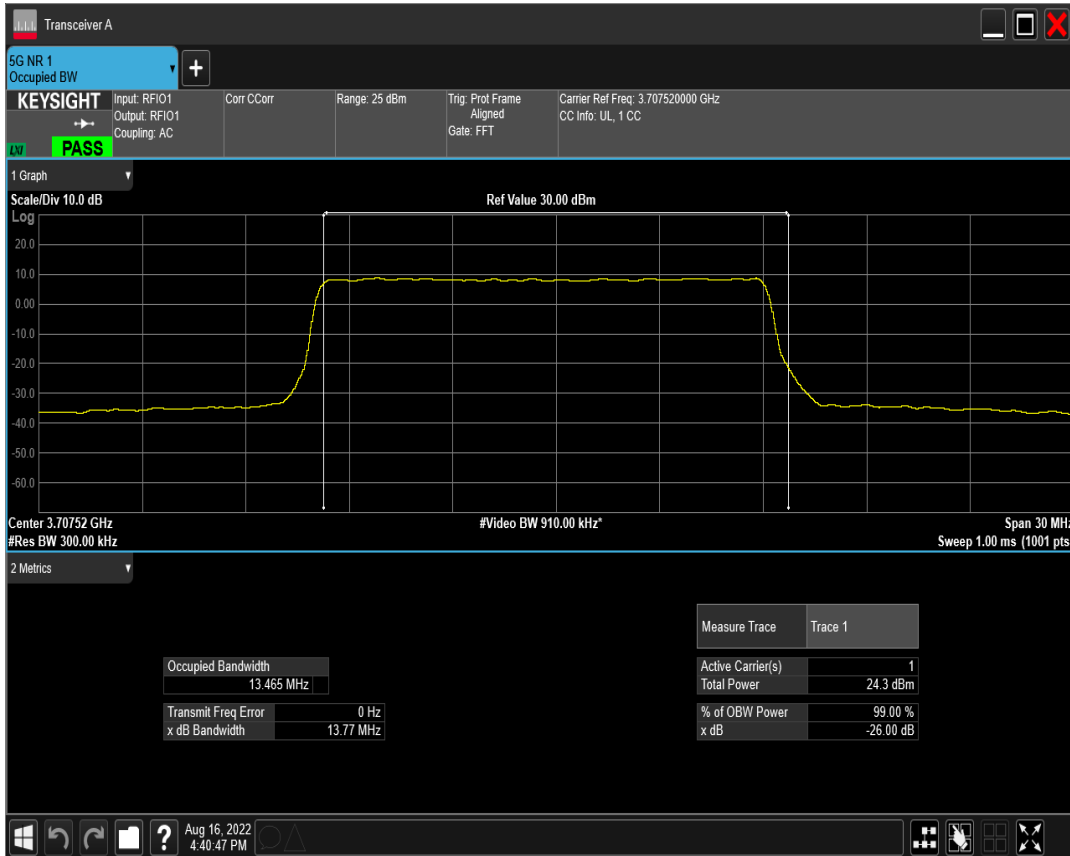 Transceiver A
5G NR 1
Occupied BW
+
KEYSIGHT
Input: RFIO1
Output: RFIO1
Coupling: AC
Corr CCorr
Range: 25 dBm
Trig: Prot Frame
Aligned
Gate: FFT
Carrier Ref Freq: 3.707520000 GHz
CC Info: UL, 1 CC
LXI
PASS
1 Graph
Scale/Div 10.0 dB
Ref Value 30.00 dBm
Log
20.0
10.0
0.00
-10.0
-20.0
-30.0
-40.0
-50.0
-60.0
Center 3.70752 GHz
#Video BW 910.00 kHz*
Span 30 MHz
#Res BW 300.00 kHz
Sweep 1.00 ms (1001 pts
2 Metrics
Measure Trace Trace 1
Occupied Bandwidth
13.465 MHz
Active Carrier(s) 1
Total Power 24.3 dBm
Transmit Freq Error 0 Hz
x dB Bandwidth 13.77 MHz
% of OBW Power 99.00 %
x dB -26.00 dB
?
Aug 16, 2022
4:40:47 PM